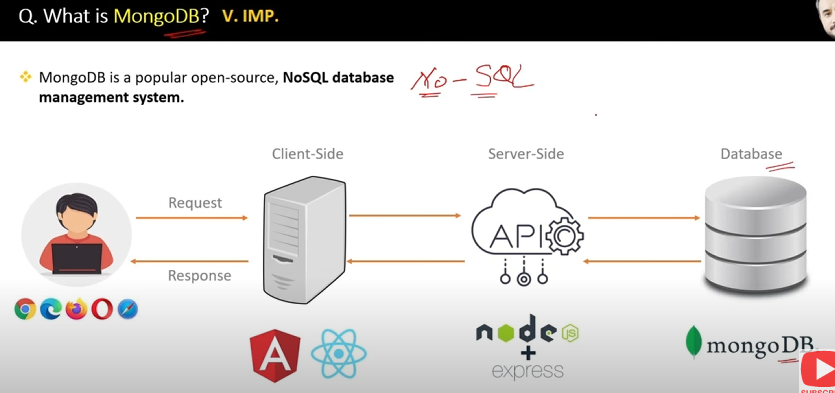 Q. What is MongoDB? V. IMP.
❖ MongoDB is a popular open-source, NoSQL database
management system.
No-SQL
Client-Side
Server-Side
Database
Request
API
Response
A
node
JS
+
express
mongoDB
SUBSCRI